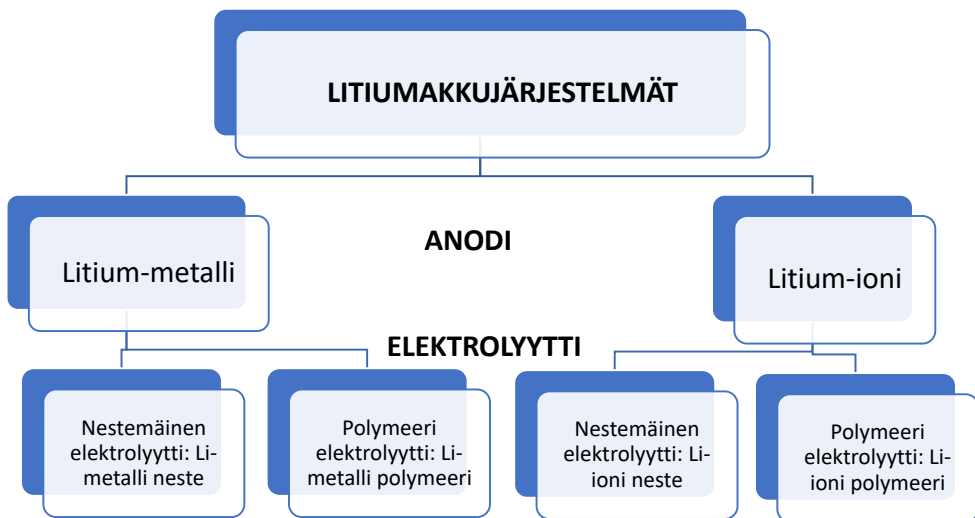 LITIUMAKKUJÄRJESTELMÄT
ANODI
Litium-metalli
Litium-ioni
ELEKTROLYYTTI
Nestemäinen
elektrolyytti: Li-
metalli neste
Polymeeri
elektrolyytti: Li-
metalli polymeeri
Nestemäinen
elektrolyytti: Li-
ioni neste
Polymeeri
elektrolyytti: Li-
ioni polymeeri